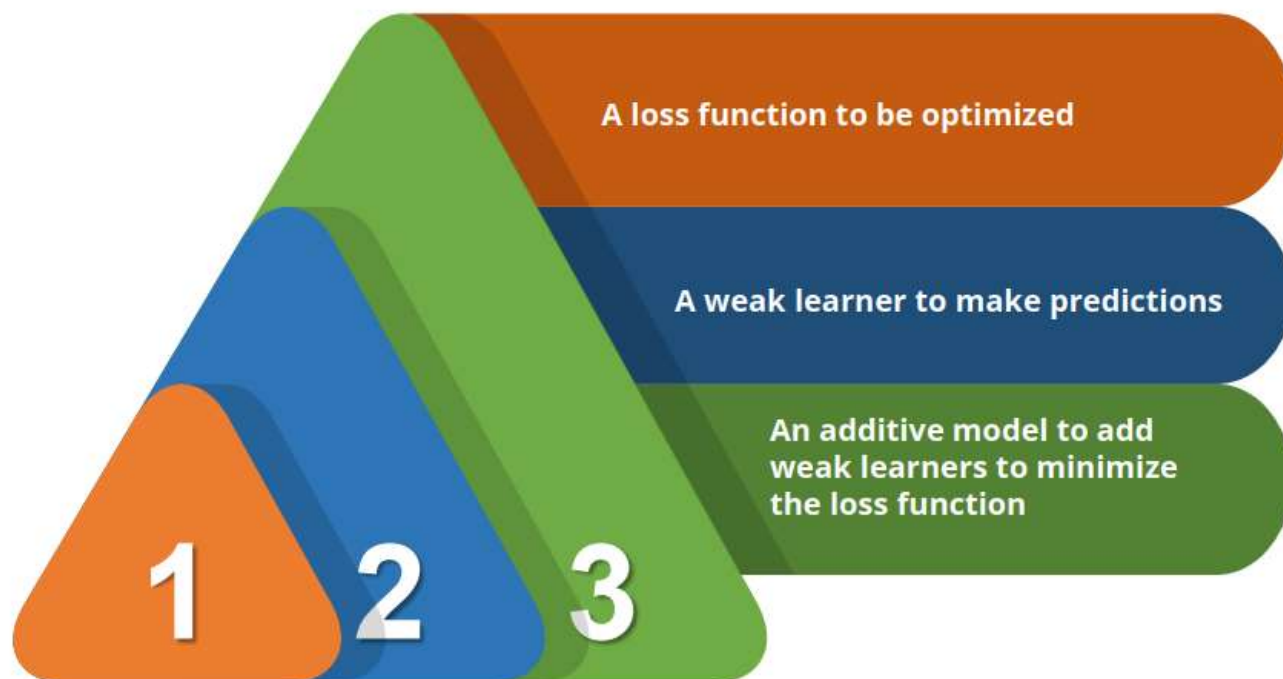 A loss function to be optimized
A weak learner to make predictions
An additive model to add
weak learners to minimize
the loss function
1 2 3